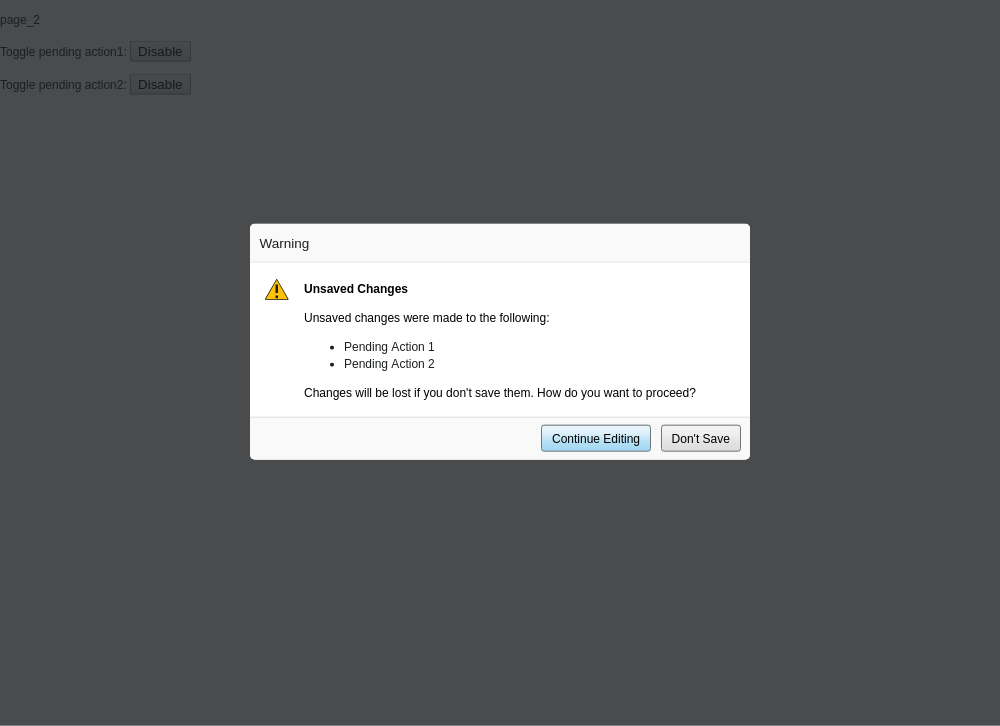 page_2
Toggle pending action1: Disable
Toggle pending action2: Disable
Warning
Unsaved Changes
Unsaved changes were made to the following:
• Pending Action 1
• Pending Action 2
Changes will be lost if you don't save them. How do you want to proceed?
Continue Editing Don't Save